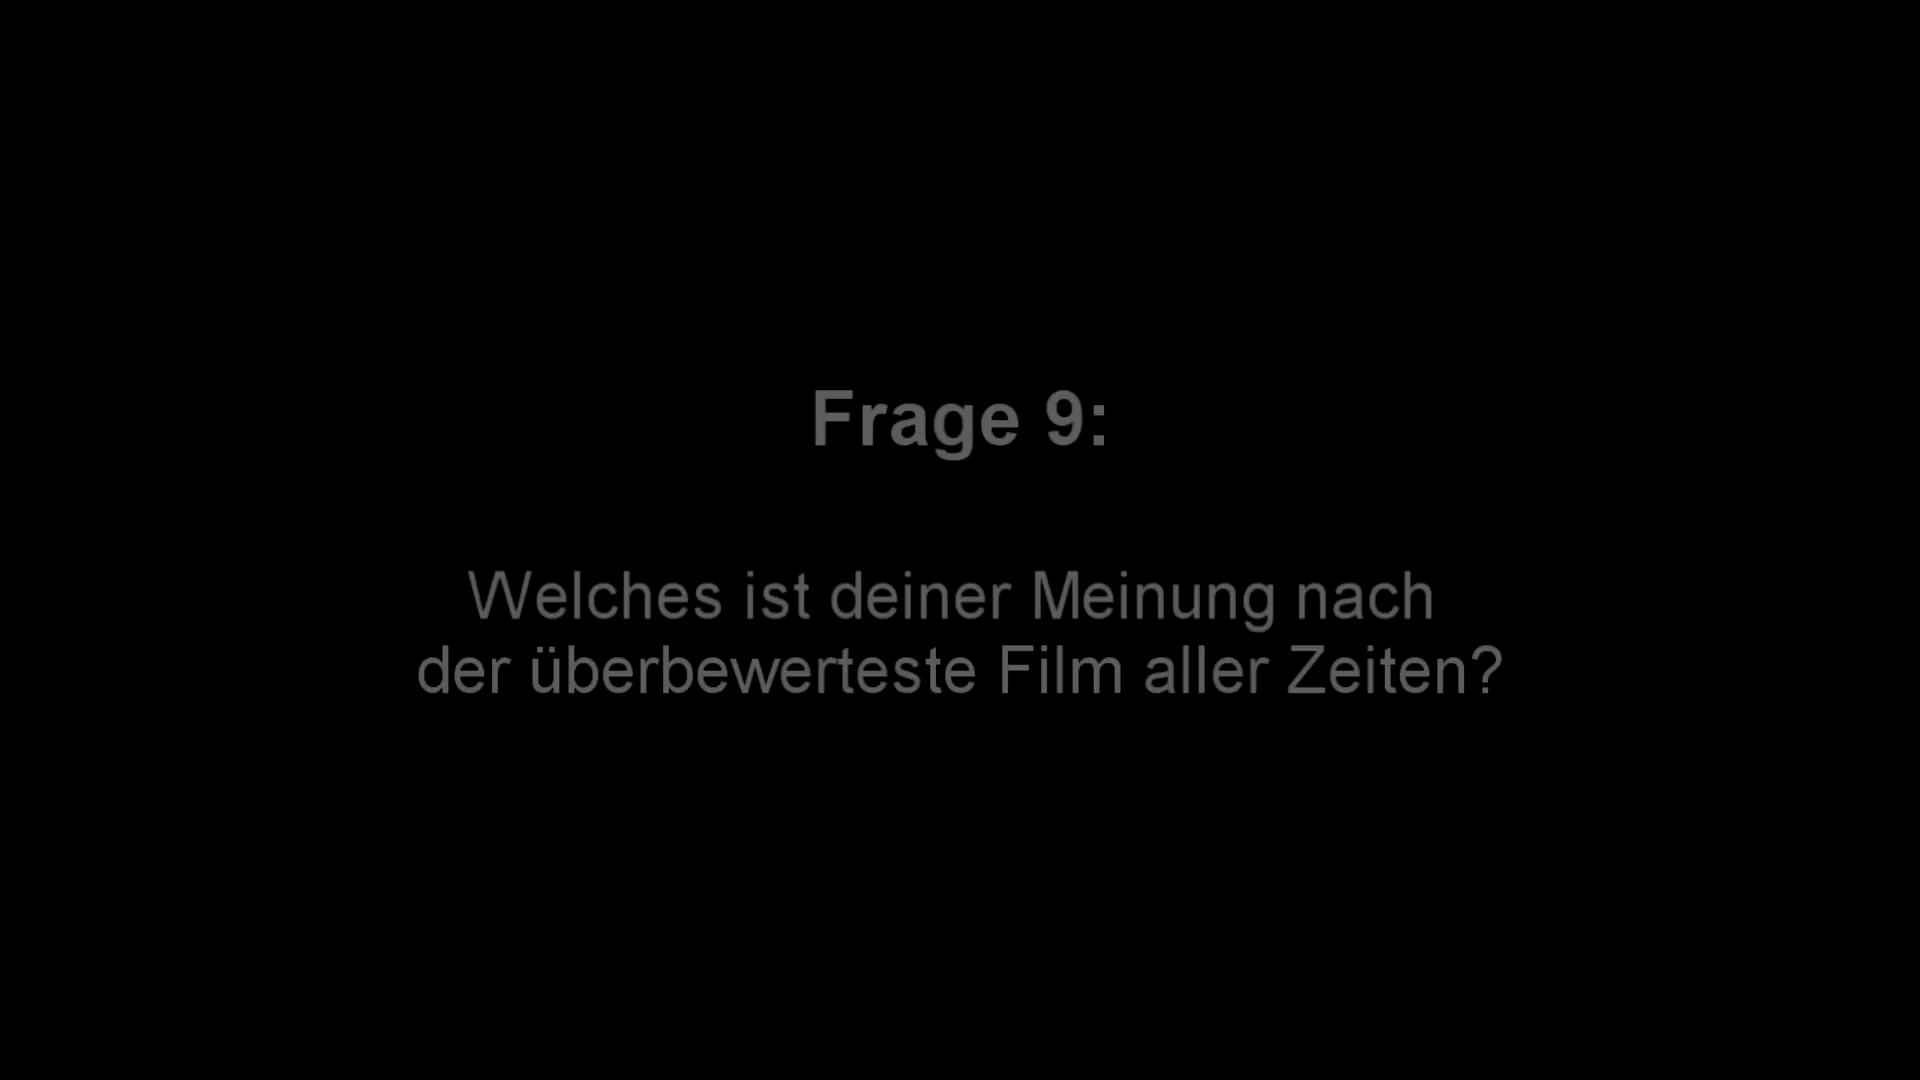 Frage 9:
Welches ist deiner Meinung nach
der überbewerteste Film aller Zeiten?